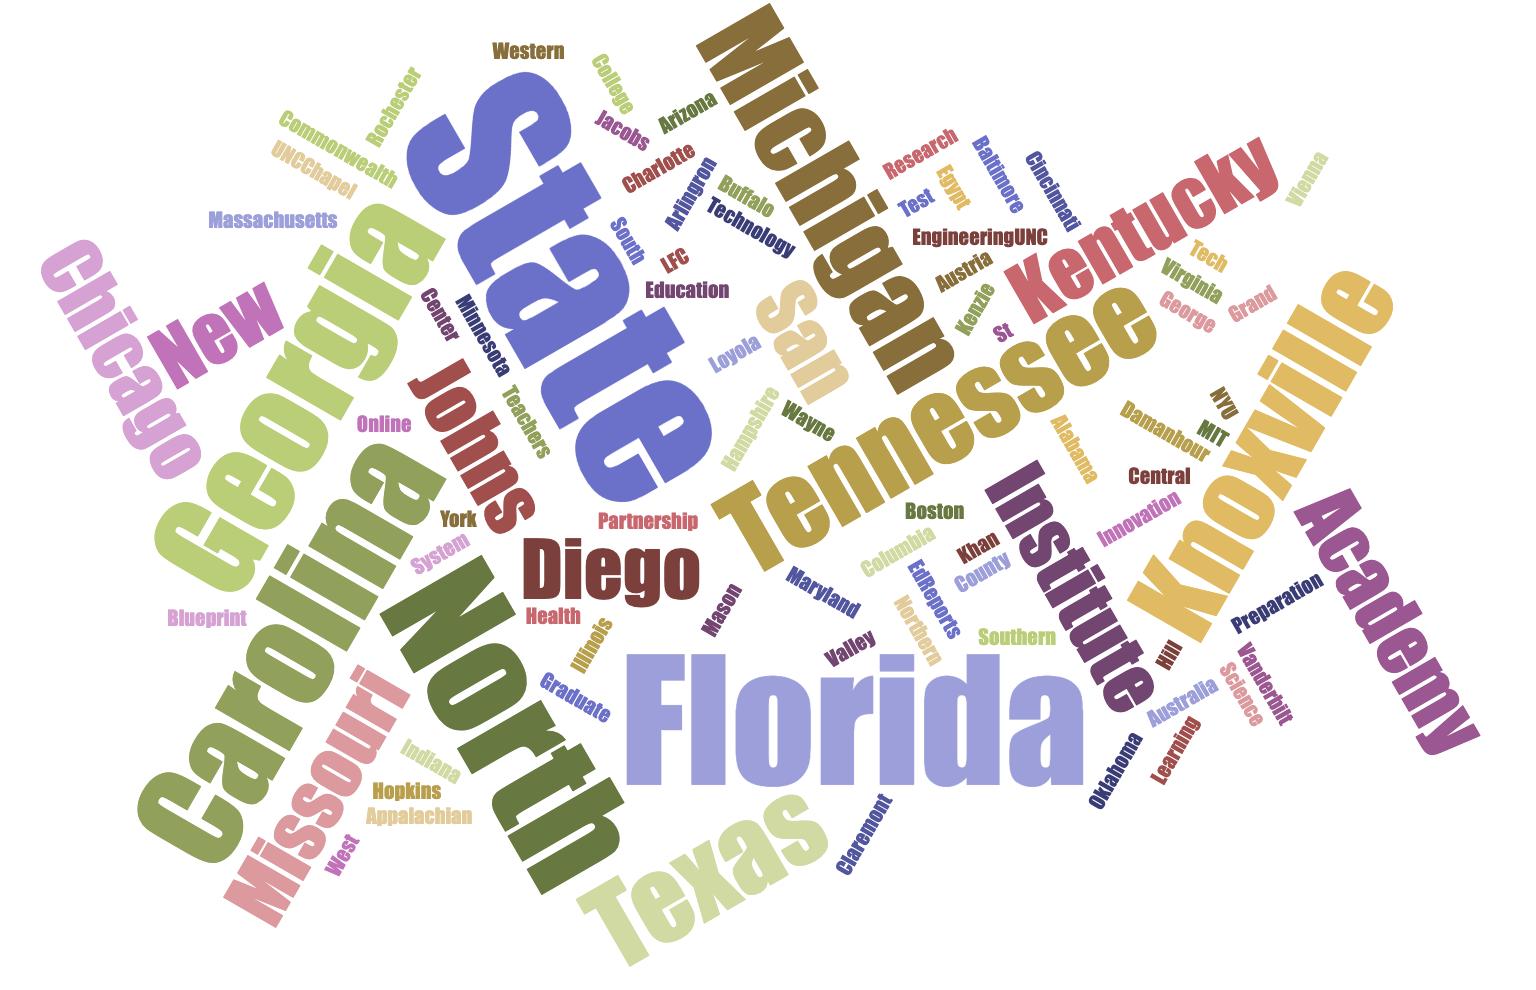 Western
College
Michigan
Rochester
State
Jacobs
Arizona
Commonwealth
UNCChapel
Charlotte
Research
Baltimore
Cincinnati
Kentucky
Vienna
Massachusetts
Arlingron
Buffalo
Technology
Test
Egypt
South
LFC
EngineeringUNC
Chicago
New
Georgia
Education
Austria
Tech
Virginia
Kenzie
George
Grand
St
Center
Minnesota
San
Loyola
Tennessee
Knoxville
Johns
Teachers
Online
Hampshire
Wayne
Alabama
Damanhour
NYU
MIT
Central
Carolina
York
Partnership
Boston
Institute
Innovation
Academy
System
Diego
Columbia
Khan
County
EdReports
Maryland
Preparation
Blueprint
North
Health
Mason
Northern
Southern
Illinois
Valley
Hill
Vanderbilt
Science
Missouri
Graduate
Florida
Australia
Indiana
Learning
Oklahoma
Hopkins
Appalachian
West
Texas
Claremont